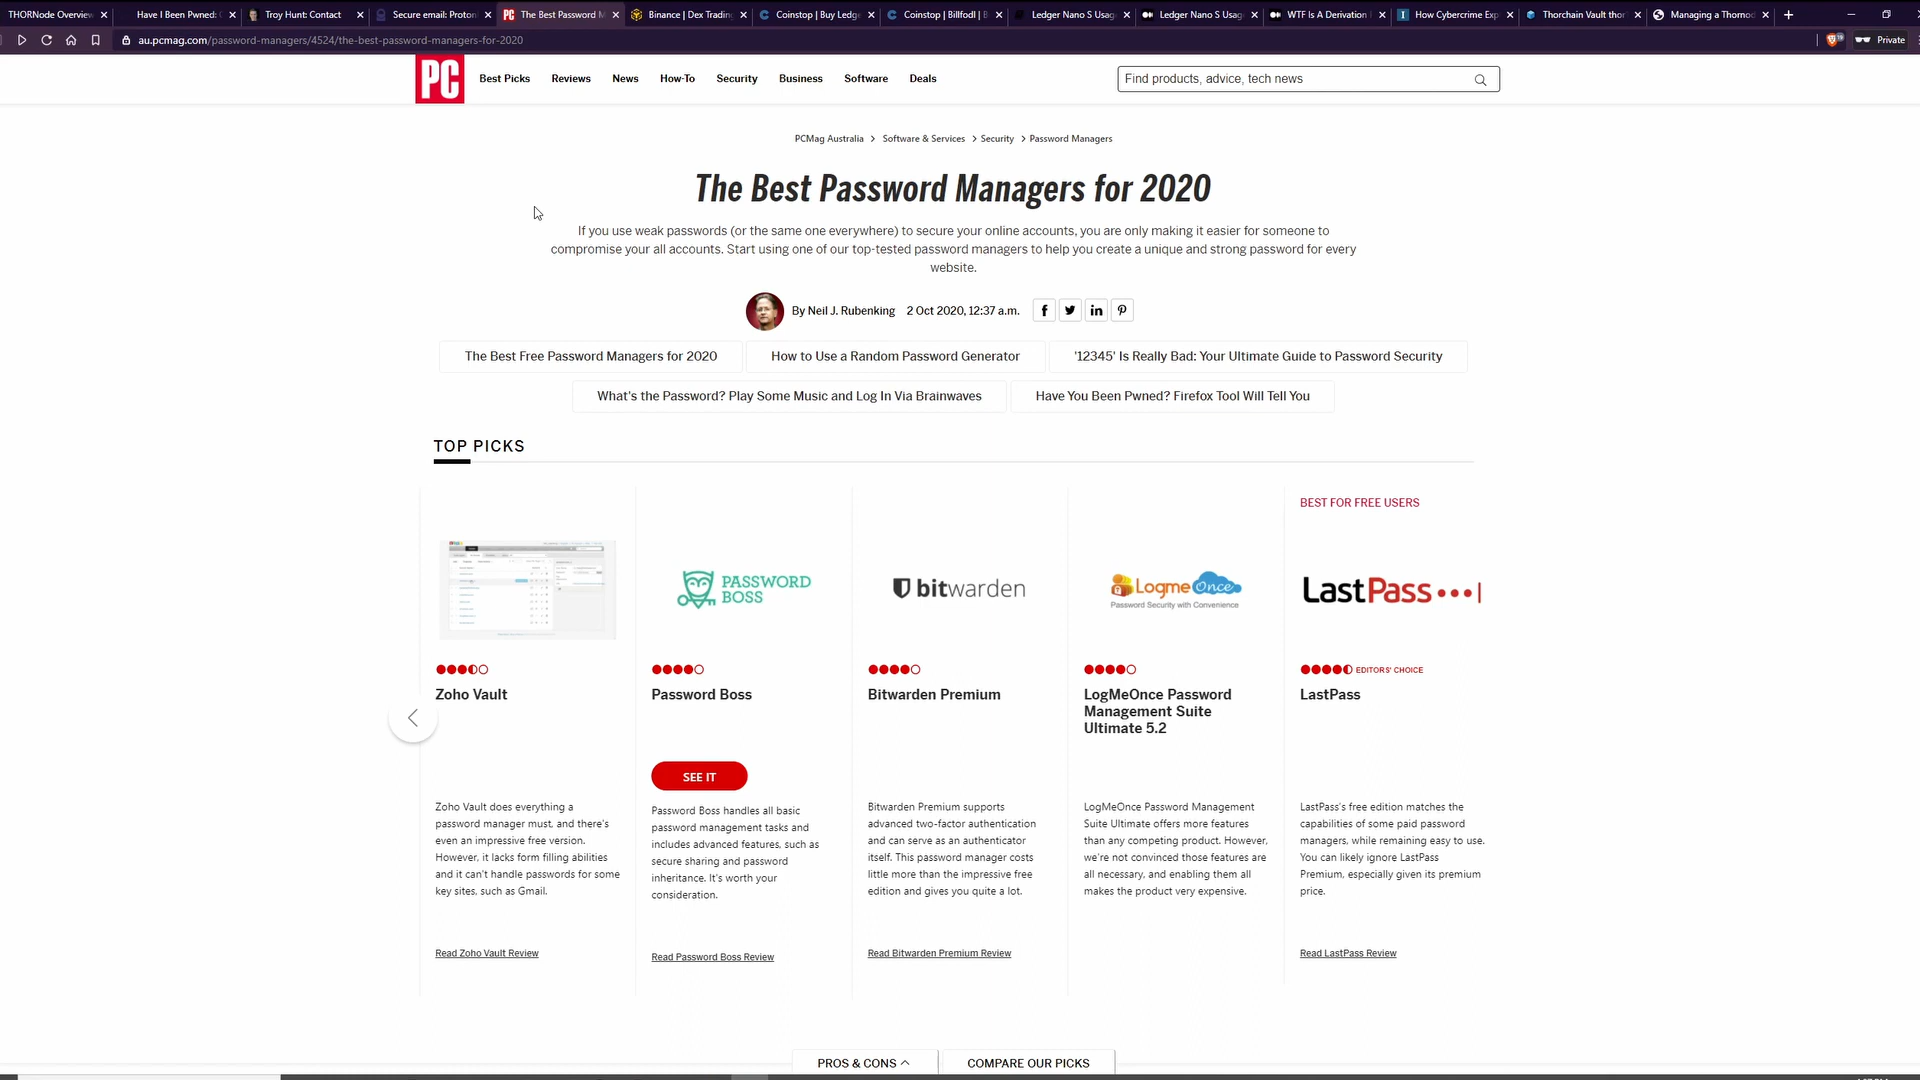 THORNode Overview
Have I Been Pwned:
Troy Hunt: Contact
Secure email: Proton
PC The Best Password M
Binance | Dex Trading
Coinstop | Buy Ledge
Coinstop | Billfodl | B
Ledger Nano S Usag
Ledger Nano S Usag
WTF Is A Derivation
How Cybercrime Exp
Thorchain Vault thor
Managing a Thornod
au.pcmag.com/password-managers/4524/the-best-password-managers-for-2020
Private
PC
Best Picks
Reviews
News
How-To
Security
Business
Software
Deals
Find products, advice, tech news
PCMag Australia > Software & Services > Security > Password Managers
The Best Password Managers for 2020
If you use weak passwords (or the same one everywhere) to secure your online accounts, you are only making it easier for someone to
compromise your all accounts. Start using one of our top-tested password managers to help you create a unique and strong password for every
website.
By Neil J. Rubenking 2 Oct 2020, 12:37 a.m.
The Best Free Password Managers for 2020
How to Use a Random Password Generator
'12345' Is Really Bad: Your Ultimate Guide to Password Security
What's the Password? Play Some Music and Log In Via Brainwaves
Have You Been Pwned? Firefox Tool Will Tell You
TOP PICKS
Zoho Vault
Zoho Vault does everything a
password manager must, and there's
even an impressive free version.
However, it lacks form filling abilities
and it can't handle passwords for some
key sites, such as Gmail.
Read Zoho Vault Review
PASSWORD
BOSS
Password Boss
SEE IT
Password Boss handles all basic
password management tasks and
includes advanced features, such as
secure sharing and password
inheritance. It's worth your
consideration.
Read Password Boss Review
bitwarden
Bitwarden Premium
Bitwarden Premium supports
advanced two-factor authentication
and can serve as an authenticator
itself. This password manager costs
little more than the impressive free
edition and gives you quite a lot.
Read Bitwarden Premium Review
LogmeOnce
Password Security with Convenience
LogMeOnce Password
Management Suite
Ultimate 5.2
LogMeOnce Password Management
Suite Ultimate offers more features
than any competing product. However,
we're not convinced those features are
all necessary, and enabling them all
makes the product very expensive.
BEST FOR FREE USERS
LastPass
EDITORS' CHOICE
LastPass
LastPass's free edition matches the
capabilities of some paid password
managers, while remaining easy to use.
You can likely ignore LastPass
Premium, especially given its premium
price.
Read LastPass Review
PROS & CONS
COMPARE OUR PICKS